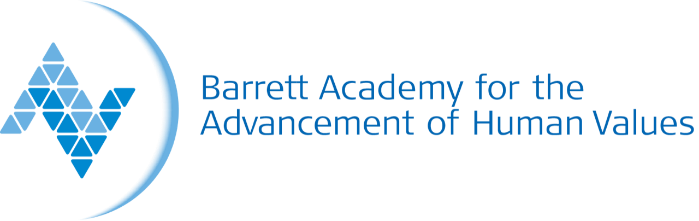 Barrett Academy for the
Advancement of Human Values